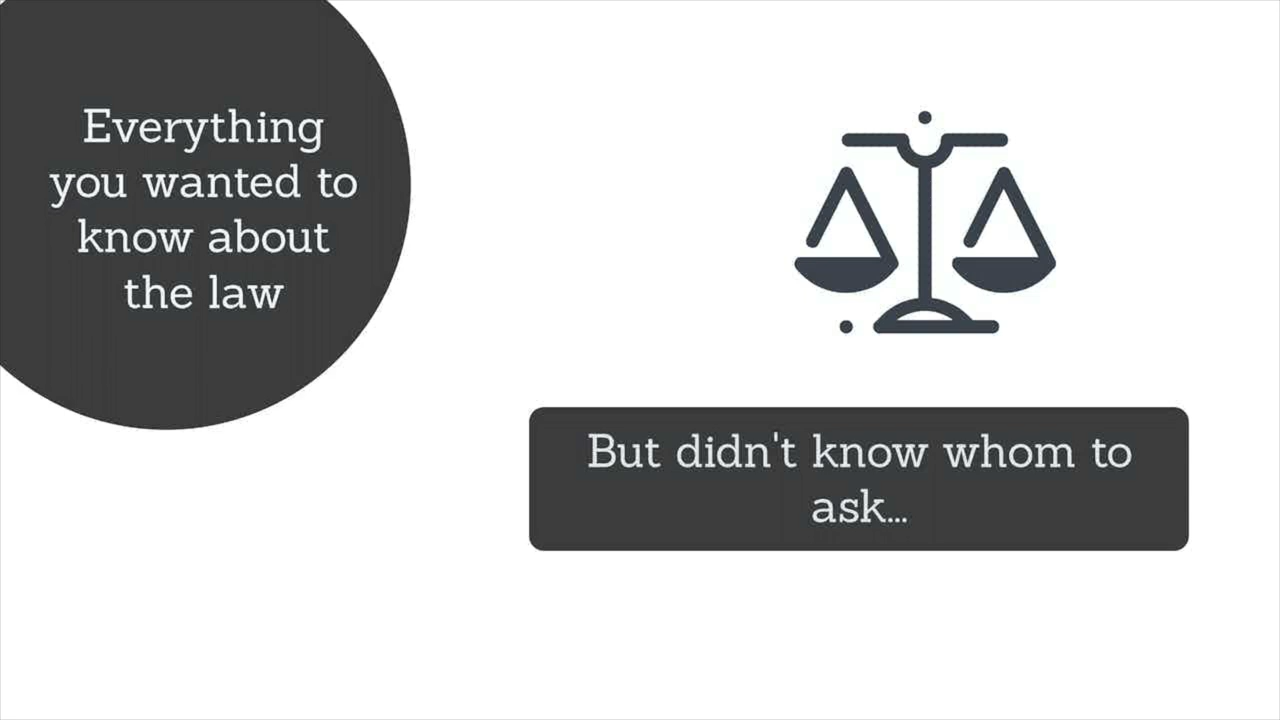 Everything
you wanted to
know about
the law
But didn't know whom to
ask...